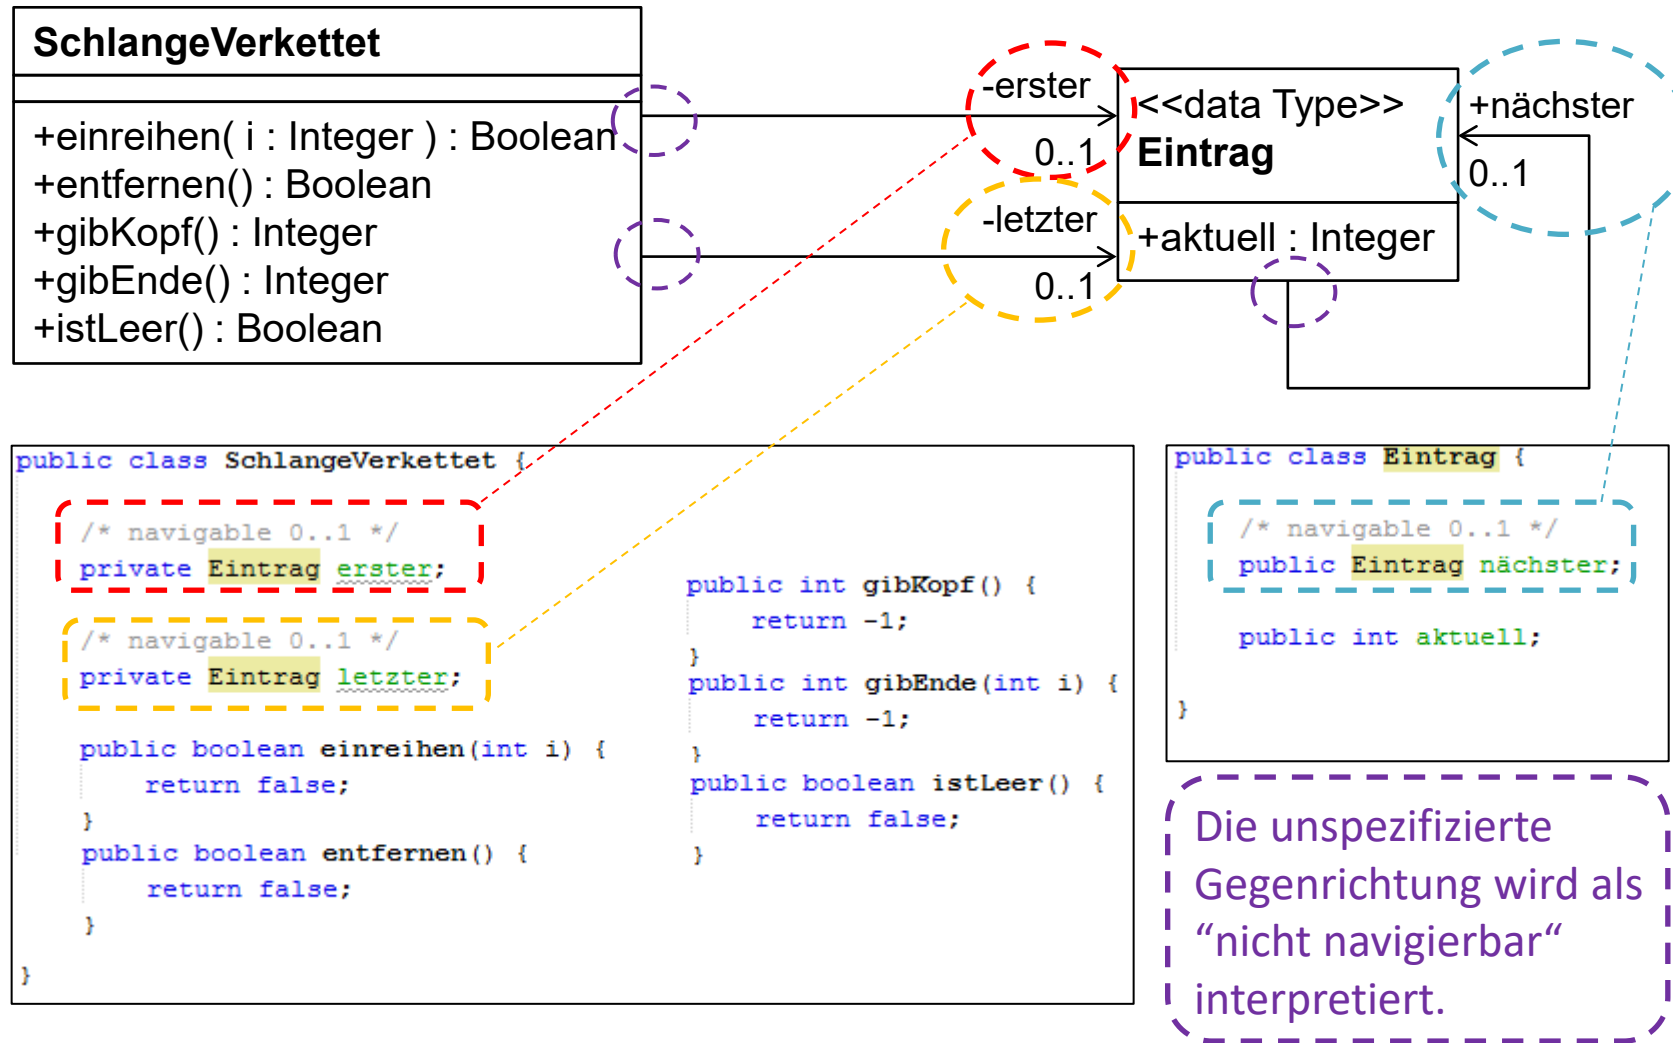 SchlangeVerkettet
+einreihen( i : Integer ) : Boolean
+entfernen() : Boolean
+gibKopf() : Integer
+gibEnde() : Integer
+istLeer() : Boolean
-erster
0..1
-letzter
0..1
<<data Type>>
Eintrag
+aktuell : Integer
+nächster
0..1
public class SchlangeVerkettet {
/* navigable 0..1 */
private Eintrag erster;
/* navigable 0..1 */
private Eintrag letzter;
public boolean einreihen(int i) {
return false;
}
public boolean entfernen() {
return false;
}
}
public int gibKopf() {
return -1;
}
public int gibEnde(int i) {
return -1;
}
public boolean istLeer() {
return false;
}
public class Eintrag {
/* navigable 0..1 */
public Eintrag nächster;
public int aktuell;
}
Die unspezifizierte
Gegenrichtung wird als
“nicht navigierbar“
interpretiert.